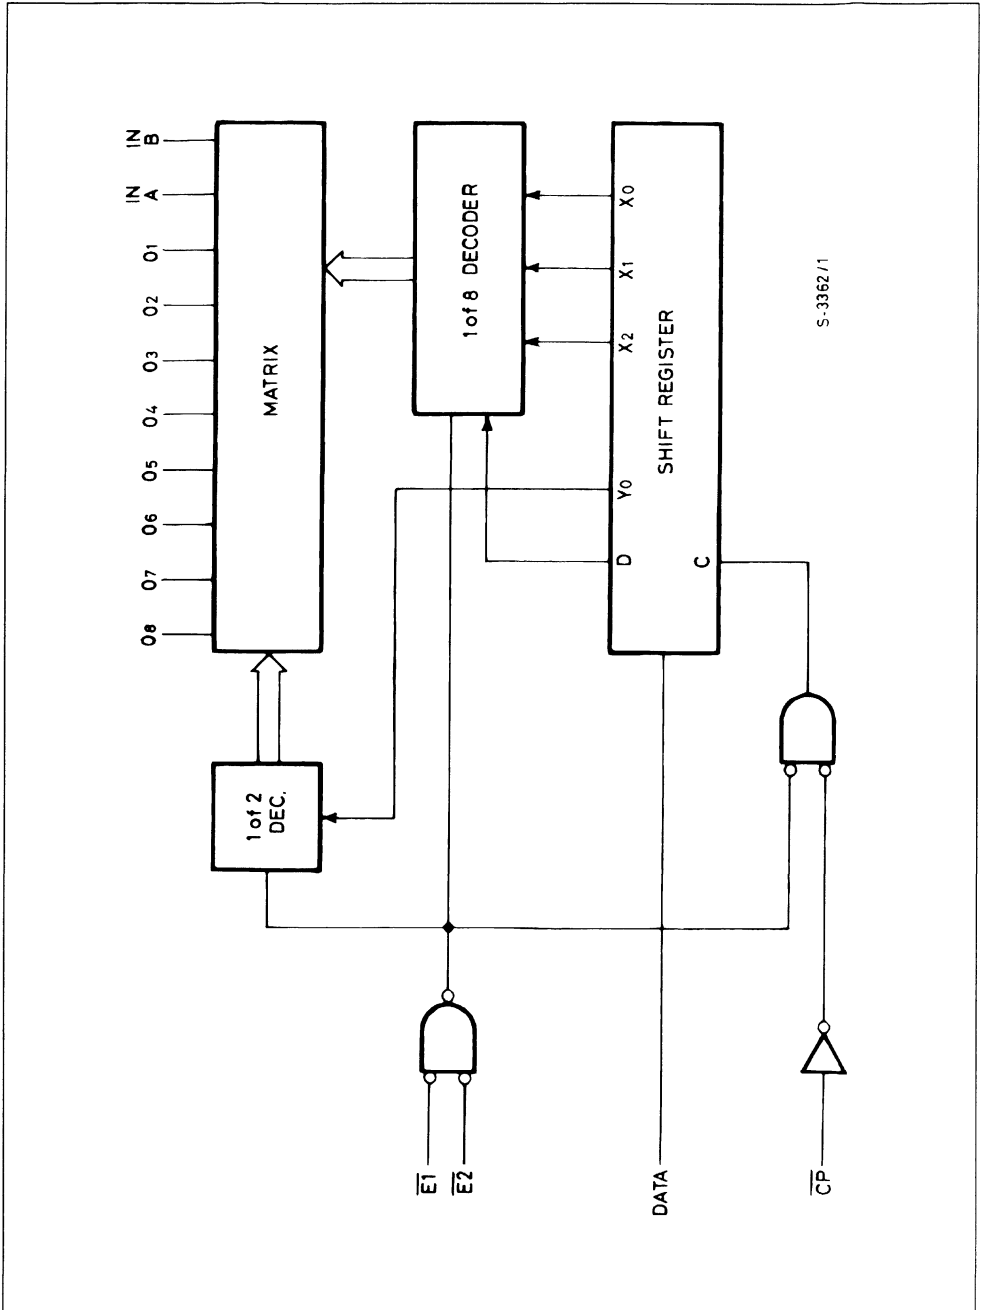 IN B
IN A
O1
O2
O3
O4
O5
O6
O7
O8
MATRIX
1 of 8 DECODER
1 of 2
DEC.
X0
X1
X2
Y0
D
SHIFT REGISTER
C
E1
E2
DATA
CP
S-3362/1